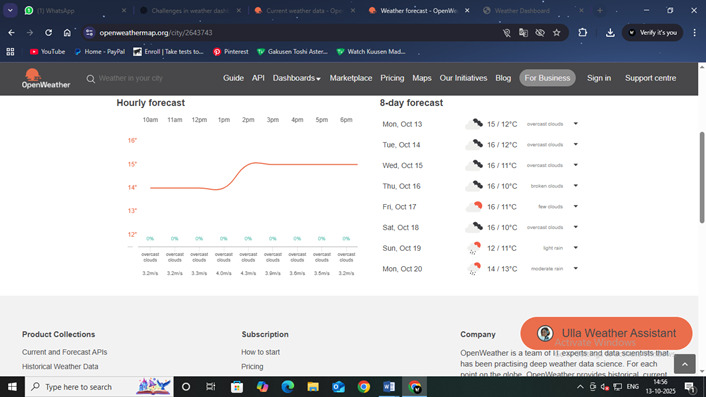 (1) WhatsApp
Challenges in weather dash
Current weather data - Open
Weather forecast - OpenWe
Weather Dashboard
openweathermap.org/city/2643743
Verify it's you
YouTube
Home - PayPal
Enroll | Take tests to...
Pinterest
Gakusen Toshi Aster...
Watch Kuusen Mad...
OpenWeather
Weather in your city
Guide
API
Dashboards
Marketplace
Pricing
Maps
Our Initiatives
Blog
For Business
Sign in
Support centre
Hourly forecast
10am 11am 12pm 1pm 2pm 3pm 4pm 5pm 6pm
16°
15°
14°
13°
12°
0% 0% 0% 0% 0% 0% 0% 0% 0%
overcast clouds overcast clouds overcast clouds overcast clouds overcast clouds overcast clouds overcast clouds overcast clouds overcast clouds
3.2m/s 3.2m/s 3.3m/s 4.0m/s 4.3m/s 3.9m/s 3.6m/s 3.5m/s 3.2m/s
8-day forecast
Mon, Oct 13 15 / 12°C overcast clouds
Tue, Oct 14 16 / 12°C overcast clouds
Wed, Oct 15 16 / 11°C overcast clouds
Thu, Oct 16 16 / 10°C broken clouds
Fri, Oct 17 16 / 11°C few clouds
Sat, Oct 18 16 / 10°C overcast clouds
Sun, Oct 19 12 / 11°C light rain
Mon, Oct 20 14 / 13°C moderate rain
Product Collections
Current and Forecast APIs
Historical Weather Data
Subscription
How to start
Pricing
Company
OpenWeather is a team of IT experts and data scientists that
has been practising deep weather data science. For each
point on the globe, OpenWeather provides historical, current
Ulla Weather Assistant
Activate Windows
Type here to search
ENG
14:56
13-10-2025